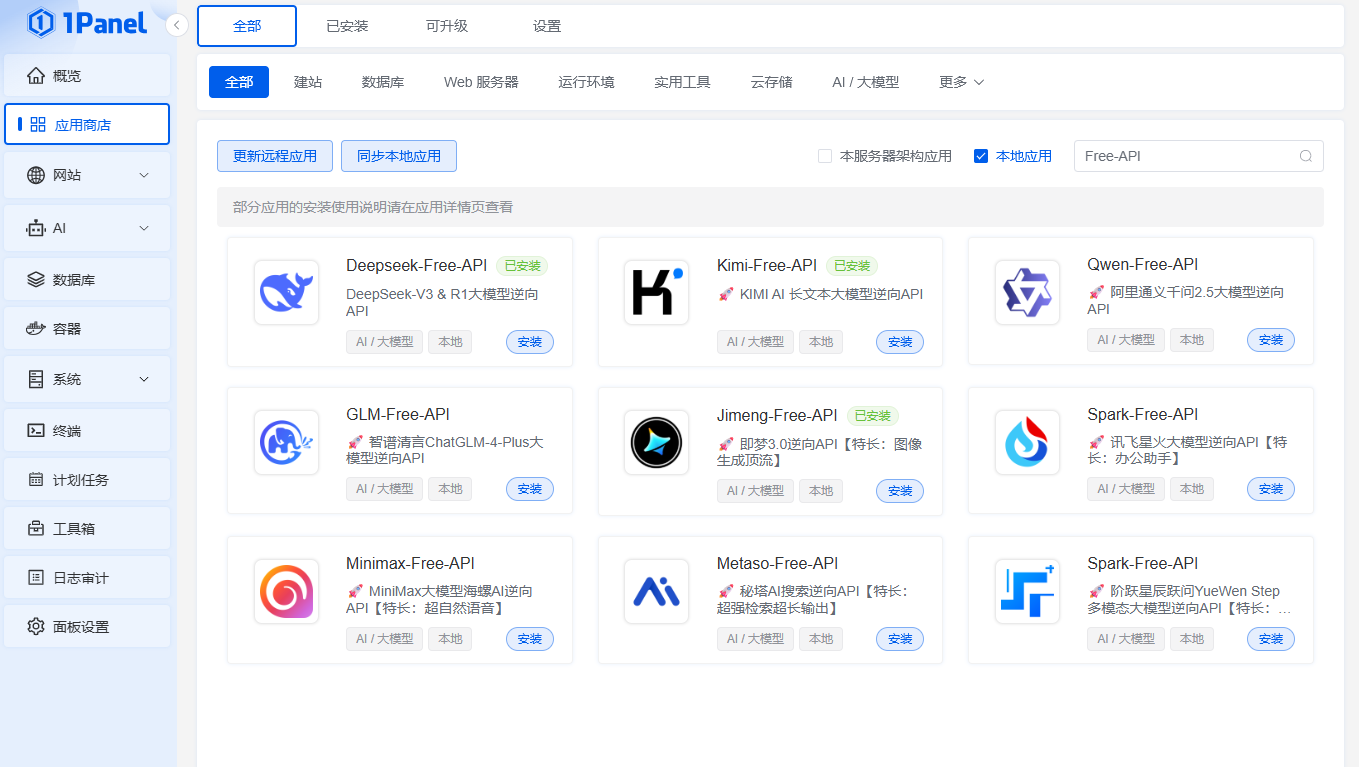 1Panel
全部
已安装
可升级
设置
概览
应用商店
网站
AI
数据库
容器
系统
终端
计划任务
工具箱
日志审计
面板设置
全部
建站
数据库
Web 服务器
运行环境
实用工具
云存储
AI / 大模型
更多
更新远程应用
同步本地应用
本服务器架构应用
本地应用
Free-API
部分应用的安装使用说明请在应用详情页查看
Deepseek-Free-API
已安装
DeepSeek-V3 & R1大模型逆向
API
AI / 大模型
本地
安装
Kimi-Free-API
已安装
🚀 KIMI AI 长文本大模型逆向API
AI / 大模型
本地
安装
Qwen-Free-API
🚀 阿里通义千问2.5大模型逆向
API
AI / 大模型
本地
安装
GLM-Free-API
🚀 智谱清言ChatGLM-4-Plus大
模型逆向API
AI / 大模型
本地
安装
Jimeng-Free-API
已安装
🚀 即梦3.0逆向API【特长：图像
生成顶流】
AI / 大模型
本地
安装
Spark-Free-API
🚀 讯飞星火大模型逆向API【特
长：办公助手】
AI / 大模型
本地
安装
Minimax-Free-API
🚀 MiniMax大模型海螺AI逆向
API【特长：超自然语音】
AI / 大模型
本地
安装
Metaso-Free-API
🚀 秘塔AI搜索逆向API【特长：
超强检索超长输出】
AI / 大模型
本地
安装
Spark-Free-API
🚀 阶跃星辰跃问YueWen Step
多模态大模型逆向API【特长：...
AI / 大模型
本地
安装